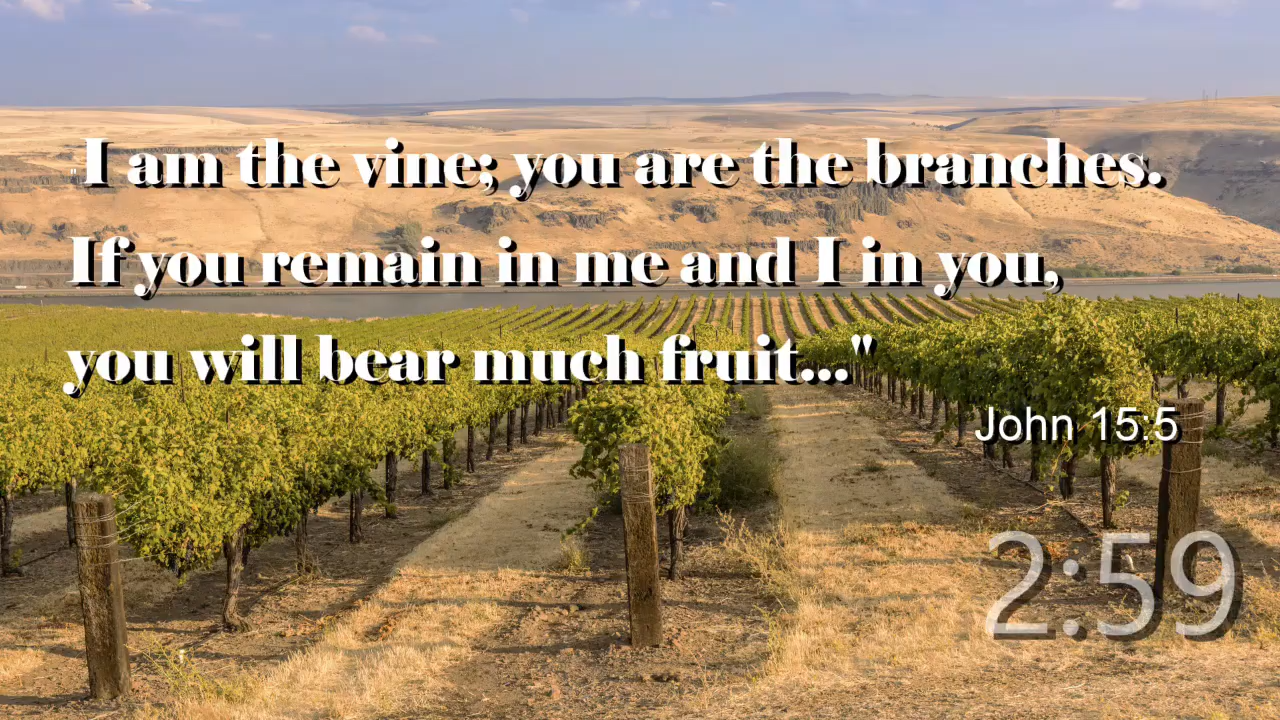 "I am the vine; you are the branches.
If you remain in me and I in you,
you will bear much fruit..."
John 15:5
2:59